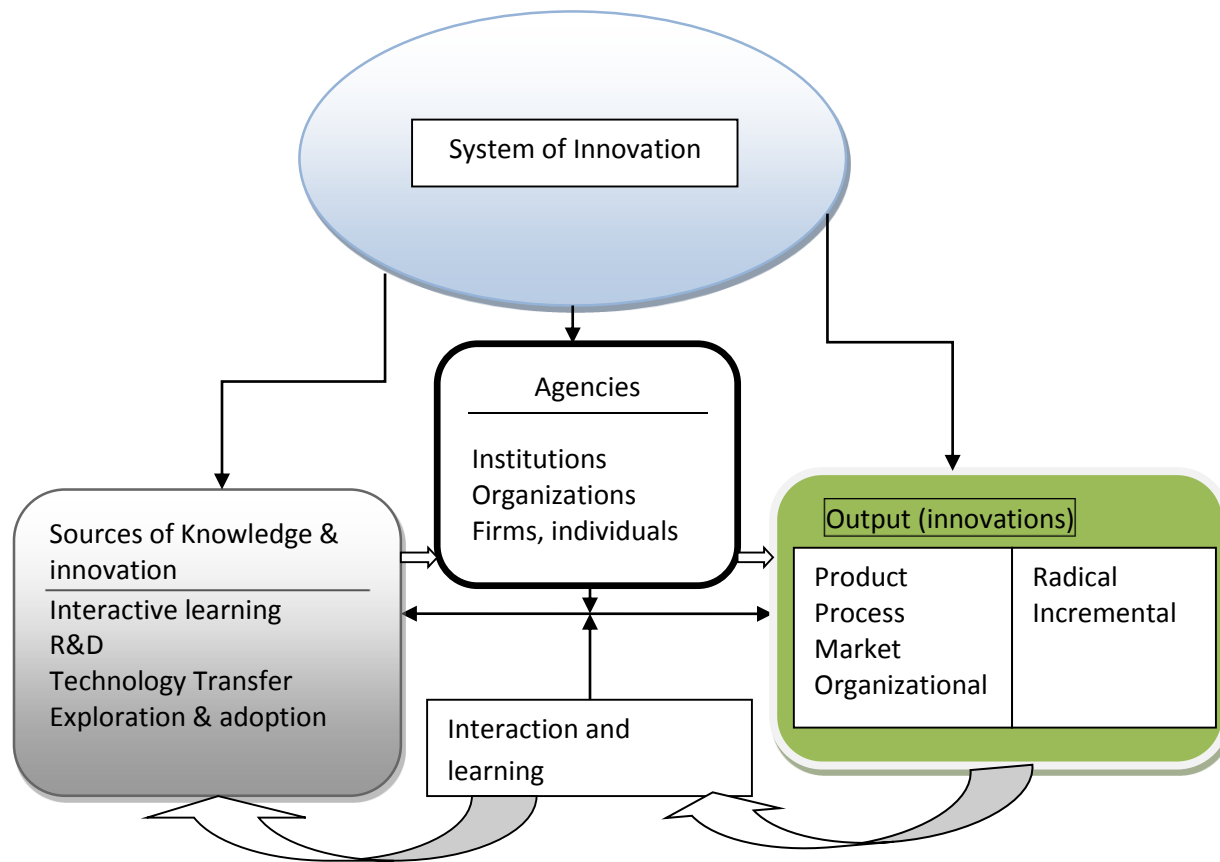 System of Innovation
Agencies
Institutions
Organizations
Firms, individuals
Sources of Knowledge &
innovation
Interactive learning
R&D
Technology Transfer
Exploration & adoption
Output (innovations)
Product
Process
Market
Organizational
Radical
Incremental
Interaction and
learning